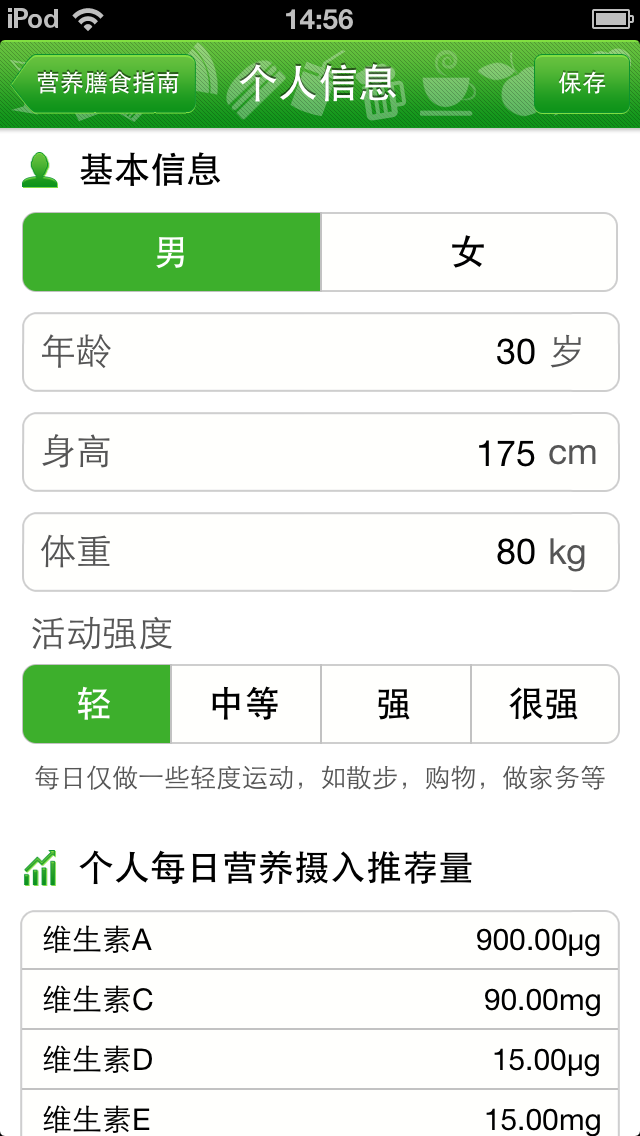 iPod 14:56
营养膳食指南 个人信息 保存
基本信息
男 女
年龄 30 岁
身高 175 cm
体重 80 kg
活动强度
轻 中等 强 很强
每日仅做一些轻度运动，如散步，购物，做家务等
个人每日营养摄入推荐量
维生素A 900.00µg
维生素C 90.00mg
维生素D 15.00µg
维生素E 15.00mg